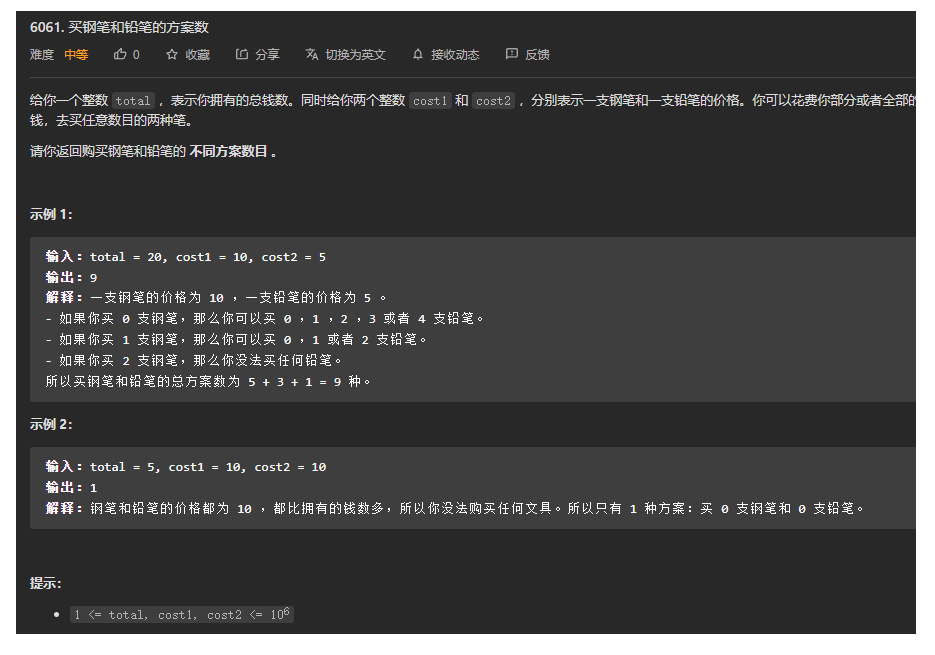 6061. 买钢笔和铅笔的方案数
难度 中等 0 收藏 分享 切换为英文 接收动态 反馈
给你一个整数 total ，表示你拥有的总钱数。同时给你两个整数 cost1 和 cost2 ，分别表示一支钢笔和一支铅笔的价格。你可以花费你部分或者全部的
钱，去买任意数目的两种笔。
请你返回购买钢笔和铅笔的 不同方案数目 。
示例 1：
输入：total = 20, cost1 = 10, cost2 = 5
输出：9
解释：一支钢笔的价格为 10 ，一支铅笔的价格为 5 。
- 如果你买 0 支钢笔，那么你可以买 0 ，1 ，2 ，3 或者 4 支铅笔。
- 如果你买 1 支钢笔，那么你可以买 0 ，1 或者 2 支铅笔。
- 如果你买 2 支钢笔，那么你没法买任何铅笔。
所以买钢笔和铅笔的总方案数为 5 + 3 + 1 = 9 种。
示例 2：
输入：total = 5, cost1 = 10, cost2 = 10
输出：1
解释：钢笔和铅笔的价格都为 10 ，都比拥有的钱数多，所以你没法购买任何文具。所以只有 1 种方案：买 0 支钢笔和 0 支铅笔。
提示：
• 1 <= total, cost1, cost2 <= 10⁶